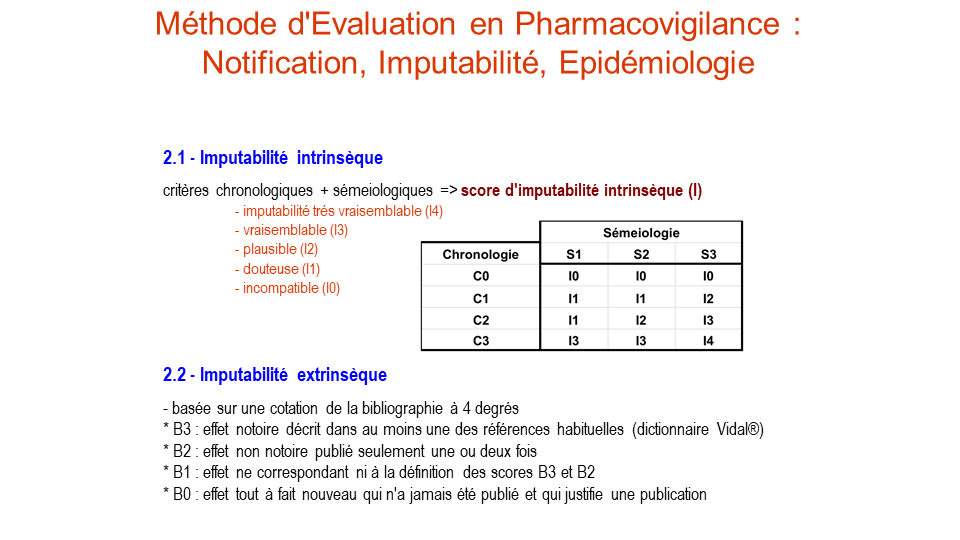 Méthode d'Evaluation en Pharmacovigilance :
Notification, Imputabilité, Epidémiologie
2.1 - Imputabilité intrinsèque
critères chronologiques + sémeiologiques => score d'imputabilité intrinsèque (I)
- imputabilité très vraisemblable (I4)
- vraisemblable (I3)
- plausible (I2)
- douteuse (I1)
- incompatible (I0)
Sémeiologie
Chronologie S1 S2 S3
C0 I0 I0 I0
C1 I1 I1 I2
C2 I1 I2 I3
C3 I3 I3 I4
2.2 - Imputabilité extrinsèque
- basée sur une cotation de la bibliographie à 4 degrés
* B3 : effet notoire décrit dans au moins une des références habituelles (dictionnaire Vidal®)
* B2 : effet non notoire publié seulement une ou deux fois
* B1 : effet ne correspondant ni à la définition des scores B3 et B2
* B0 : effet tout à fait nouveau qui n'a jamais été publié et qui justifie une publication